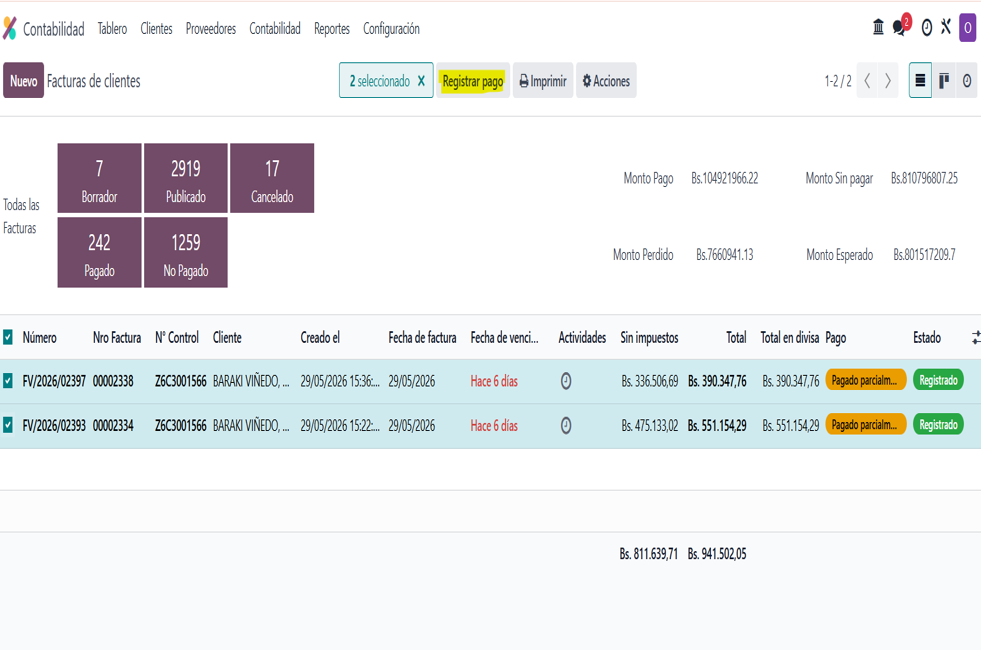 Contabilidad Tablero Clientes Proveedores Contabilidad Reportes Configuración 2 O
Nuevo Facturas de clientes 2 seleccionado × Registrar pago Imprimir Acciones 1-2 / 2
7 2919 17
Borrador Publicado Cancelado
Monto Pago Bs.104921966.22 Monto Sin pagar Bs.810796807.25
Todas las
Facturas
242 1259
Pagado No Pagado
Monto Perdido Bs.7660941.13 Monto Esperado Bs.801517209.7
Número Nro Factura N° Control Cliente Creado el Fecha de factura Fecha de venci... Actividades Sin impuestos Total Total en divisa Pago Estado
FV/2026/02397 00002338 Z6C3001566 BARAKI VIÑEDO, ... 29/05/2026 15:36:... 29/05/2026 Hace 6 días Bs. 336.506,69 Bs. 390.347,76 Bs. 390.347,76 Pagado parcialm... Registrado
FV/2026/02393 00002334 Z6C3001566 BARAKI VIÑEDO, ... 29/05/2026 15:22:... 29/05/2026 Hace 6 días Bs. 475.133,02 Bs. 551.154,29 Bs. 551.154,29 Pagado parcialm... Registrado
Bs. 811.639,71 Bs. 941.502,05